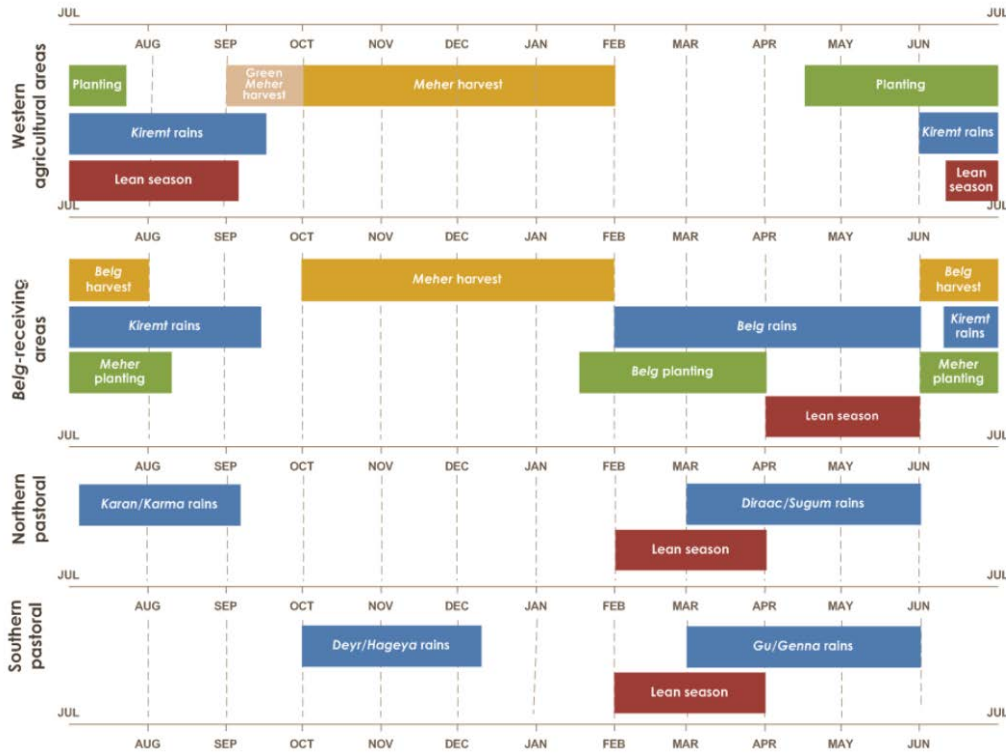 JUL JUL
AUG SEP OCT NOV DEC JAN FEB MAR APR MAY JUN
Western
agricultural areas
Planting
Green
Meher
harvest
Meher harvest
Planting
Kiremt rains
Kiremt rains
Lean season
Lean
season
JUL JUL
AUG SEP OCT NOV DEC JAN FEB MAR APR MAY JUN
Belg-receiving
areas
Belg
harvest
Meher harvest
Belg
harvest
Kiremt rains
Belg rains
Kiremt
rains
Meher
planting
Belg planting
Meher
planting
Lean season
JUL JUL
AUG SEP OCT NOV DEC JAN FEB MAR APR MAY JUN
Northern
pastoral
Karan/Karma rains
Diraac/Sugum rains
Lean season
JUL JUL
AUG SEP OCT NOV DEC JAN FEB MAR APR MAY JUN
Southern
pastoral
Deyr/Hageya rains
Gu/Genna rains
Lean season
JUL JUL
AUG SEP OCT NOV DEC JAN FEB MAR APR MAY JUN